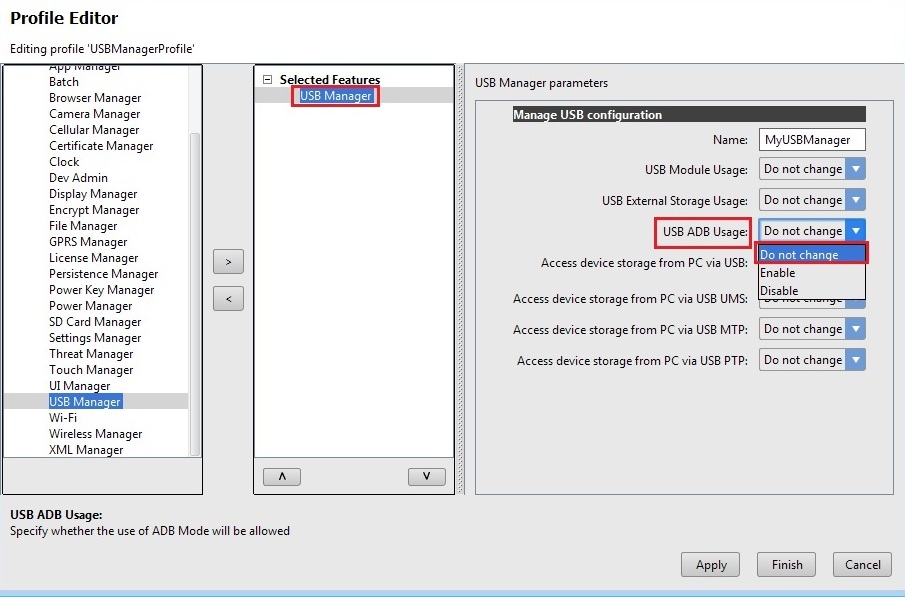 Profile Editor
Editing profile 'USBManagerProfile'
App Manager
Batch
Browser Manager
Camera Manager
Cellular Manager
Certificate Manager
Clock
Dev Admin
Display Manager
Encrypt Manager
File Manager
GPRS Manager
License Manager
Persistence Manager
Power Key Manager
Power Manager
SD Card Manager
Settings Manager
Threat Manager
Touch Manager
UI Manager
USB Manager
Wi-Fi
Wireless Manager
XML Manager
>
<
Selected Features
USB Manager
USB Manager parameters
Manage USB configuration
Name: MyUSBManager
USB Module Usage: Do not change
USB External Storage Usage: Do not change
USB ADB Usage: Do not change
Do not change
Enable
Disable
Access device storage from PC via USB:
Access device storage from PC via USB UMS: Do not change
Access device storage from PC via USB MTP: Do not change
Access device storage from PC via USB PTP: Do not change
USB ADB Usage:
Specify whether the use of ADB Mode will be allowed
Apply Finish Cancel